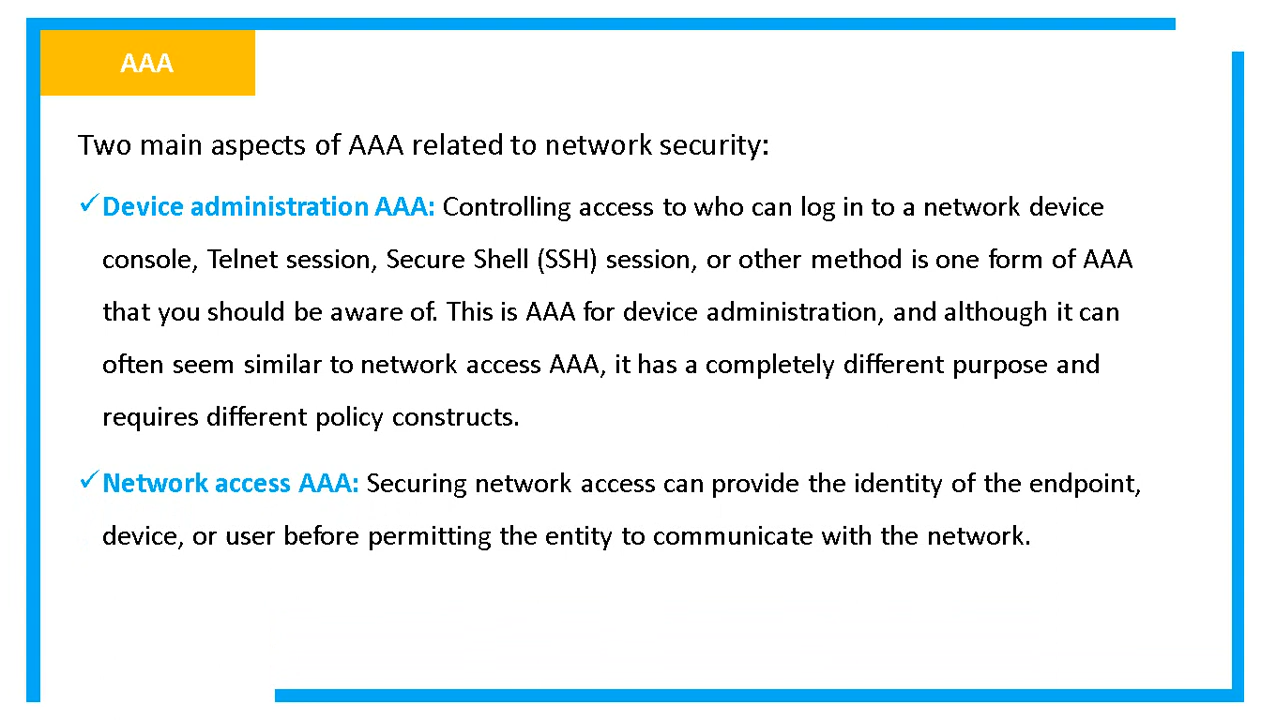 AAA
Two main aspects of AAA related to network security:
✓Device administration AAA: Controlling access to who can log in to a network device
console, Telnet session, Secure Shell (SSH) session, or other method is one form of AAA
that you should be aware of. This is AAA for device administration, and although it can
often seem similar to network access AAA, it has a completely different purpose and
requires different policy constructs.
✓Network access AAA: Securing network access can provide the identity of the endpoint,
device, or user before permitting the entity to communicate with the network.